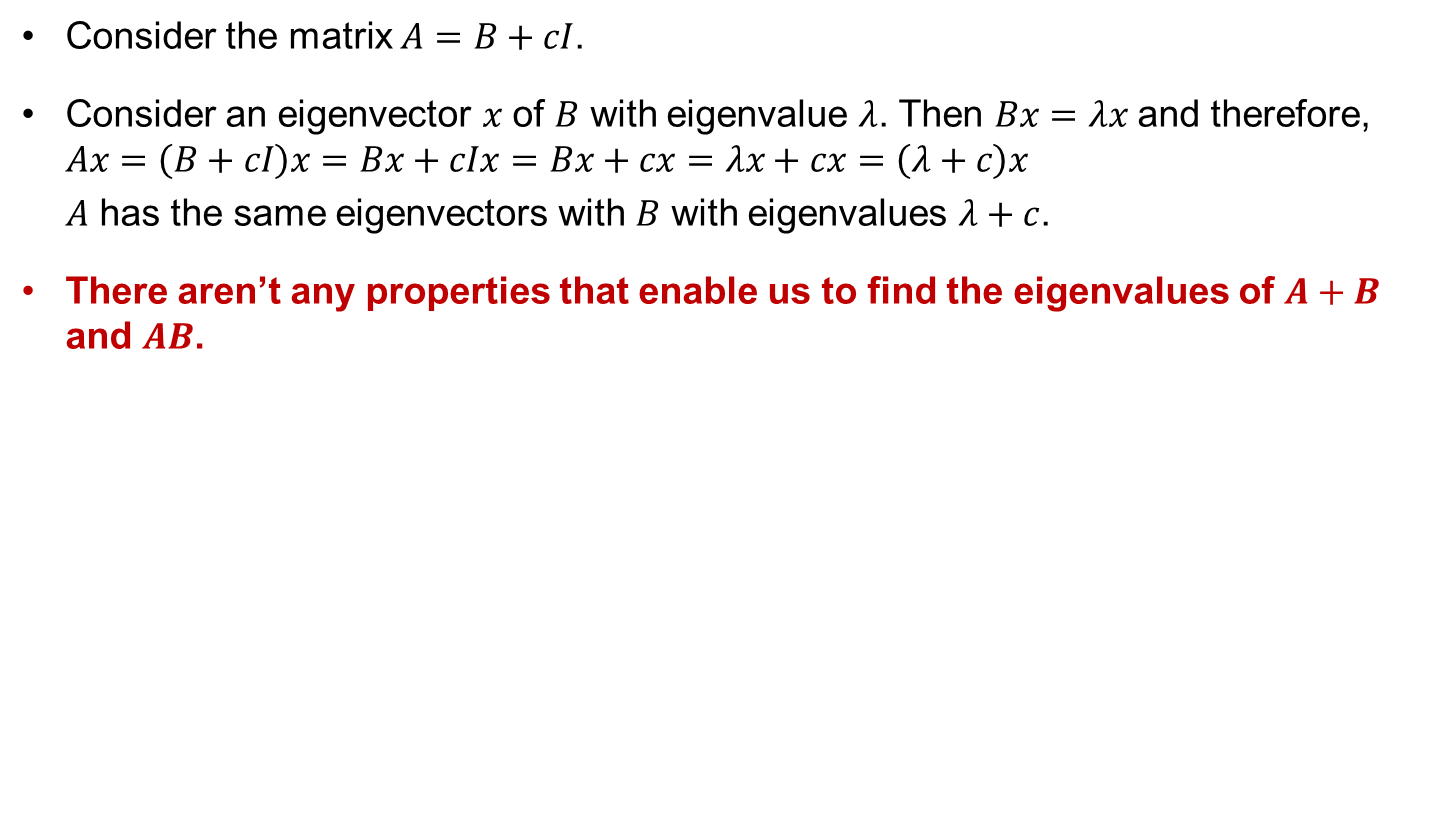 • Consider the matrix 𝐴 = 𝐵 + 𝑐𝐼.
• Consider an eigenvector 𝑥 of 𝐵 with eigenvalue 𝜆. Then 𝐵𝑥 = 𝜆𝑥 and therefore,
𝐴𝑥 = (𝐵 + 𝑐𝐼)𝑥 = 𝐵𝑥 + 𝑐𝐼𝑥 = 𝐵𝑥 + 𝑐𝑥 = 𝜆𝑥 + 𝑐𝑥 = (𝜆 + 𝑐)𝑥
𝐴 has the same eigenvectors with 𝐵 with eigenvalues 𝜆 + 𝑐.
• There aren’t any properties that enable us to find the eigenvalues of 𝑨 + 𝑩
and 𝑨𝑩.